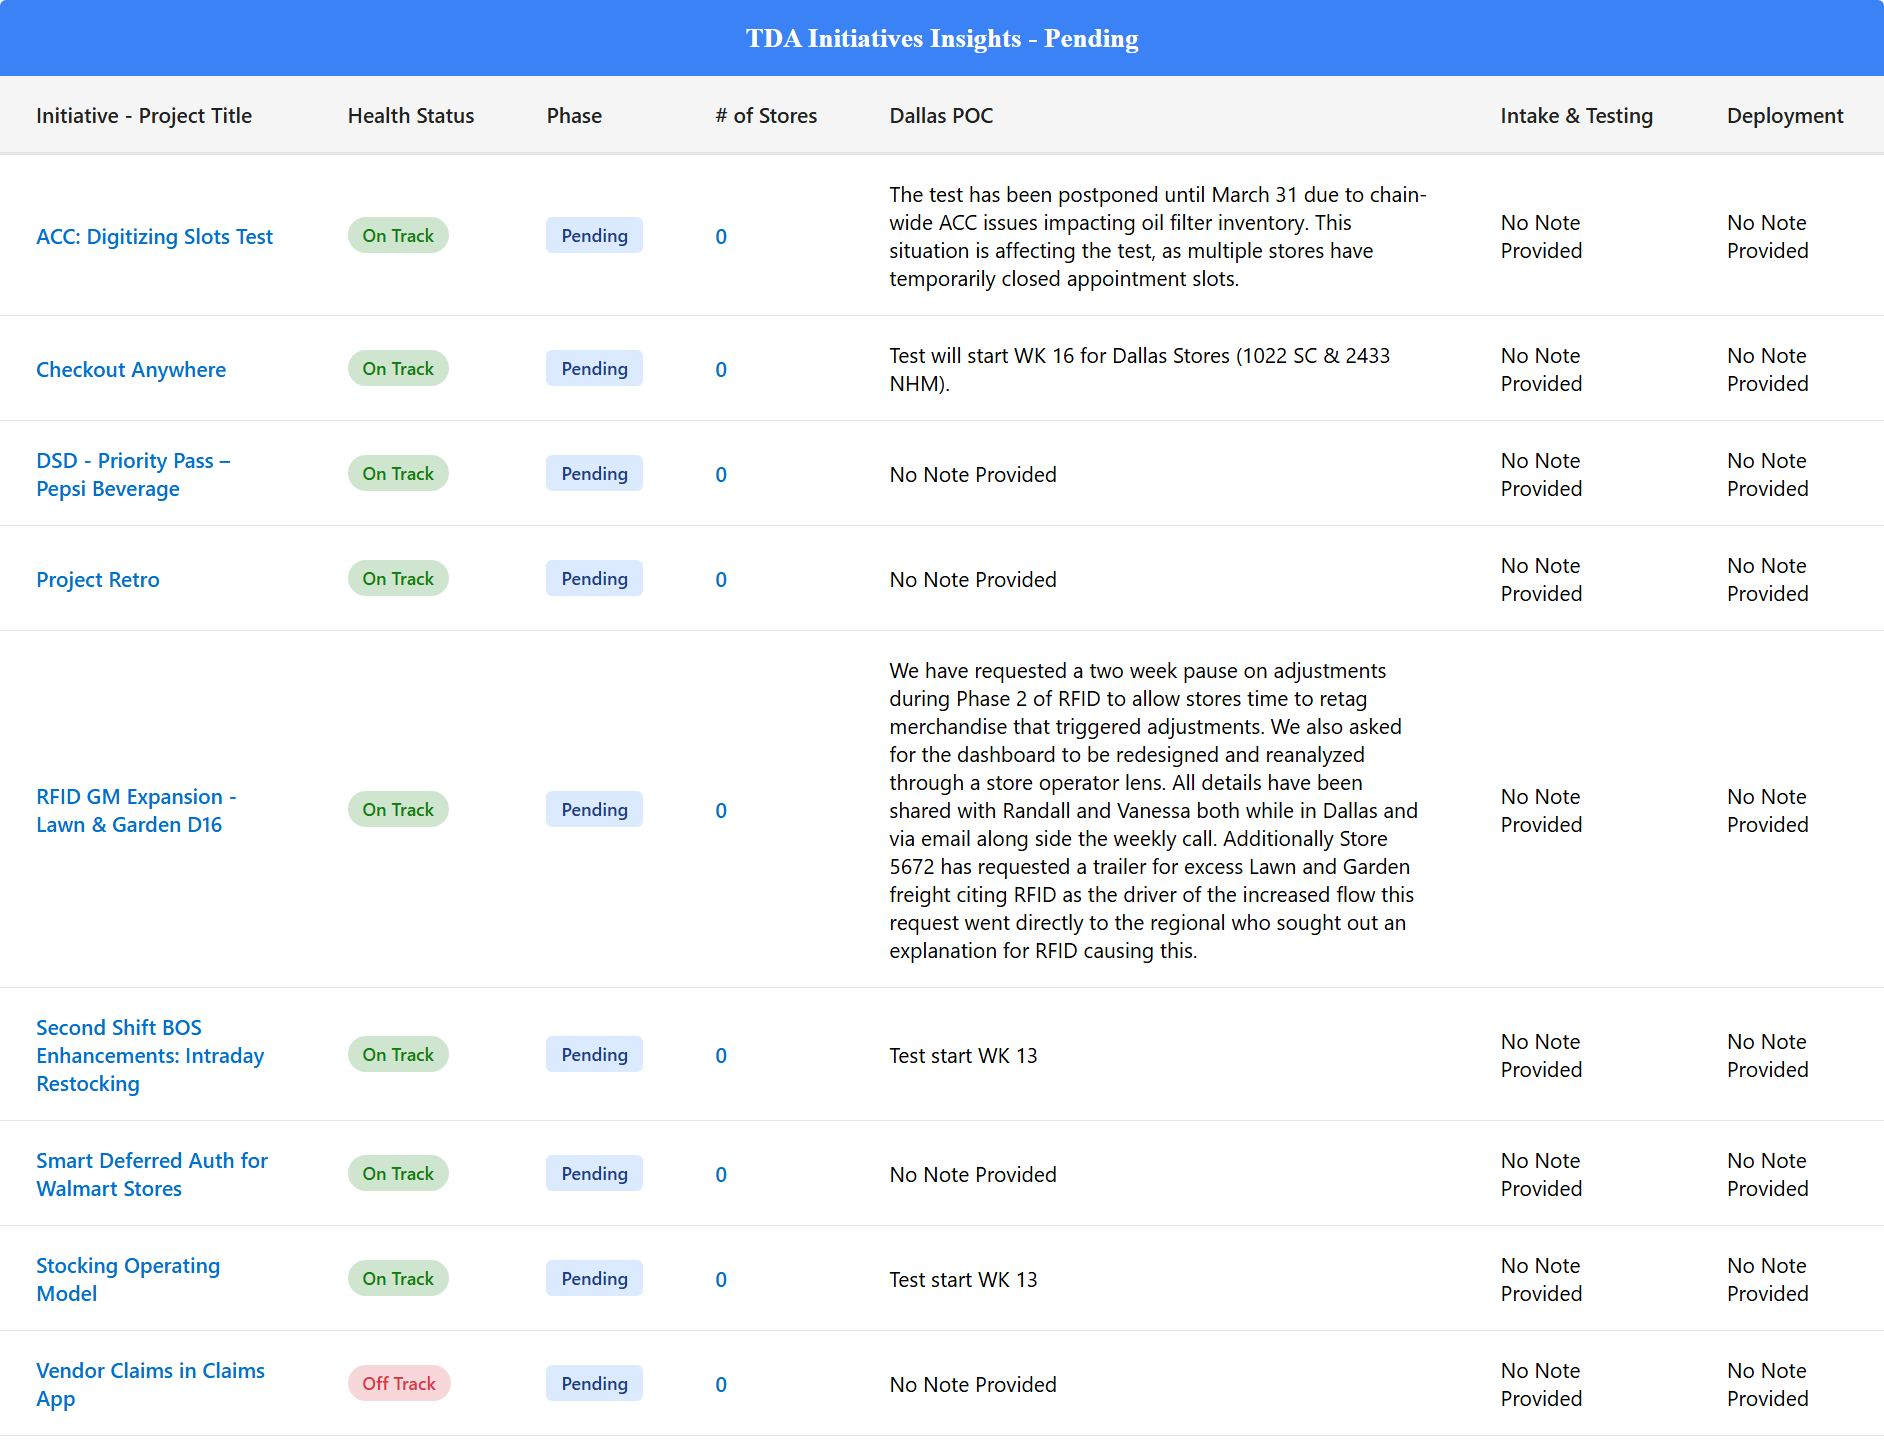 TDA Initiatives Insights - Pending
Initiative - Project Title Health Status Phase # of Stores Dallas POC Intake & Testing Deployment
ACC: Digitizing Slots Test
On Track
Pending
0
The test has been postponed until March 31 due to chain-
wide ACC issues impacting oil filter inventory. This
situation is affecting the test, as multiple stores have
temporarily closed appointment slots.
No Note
Provided
No Note
Provided
Checkout Anywhere
On Track
Pending
0
Test will start WK 16 for Dallas Stores (1022 SC & 2433
NHM).
No Note
Provided
No Note
Provided
DSD - Priority Pass –
Pepsi Beverage
On Track
Pending
0
No Note Provided
No Note
Provided
No Note
Provided
Project Retro
On Track
Pending
0
No Note Provided
No Note
Provided
No Note
Provided
RFID GM Expansion -
Lawn & Garden D16
On Track
Pending
0
We have requested a two week pause on adjustments
during Phase 2 of RFID to allow stores time to retag
merchandise that triggered adjustments. We also asked
for the dashboard to be redesigned and reanalyzed
through a store operator lens. All details have been
shared with Randall and Vanessa both while in Dallas and
via email along side the weekly call. Additionally Store
5672 has requested a trailer for excess Lawn and Garden
freight citing RFID as the driver of the increased flow this
request went directly to the regional who sought out an
explanation for RFID causing this.
No Note
Provided
No Note
Provided
Second Shift BOS
Enhancements: Intraday
Restocking
On Track
Pending
0
Test start WK 13
No Note
Provided
No Note
Provided
Smart Deferred Auth for
Walmart Stores
On Track
Pending
0
No Note Provided
No Note
Provided
No Note
Provided
Stocking Operating
Model
On Track
Pending
0
Test start WK 13
No Note
Provided
No Note
Provided
Vendor Claims in Claims
App
Off Track
Pending
0
No Note Provided
No Note
Provided
No Note
Provided